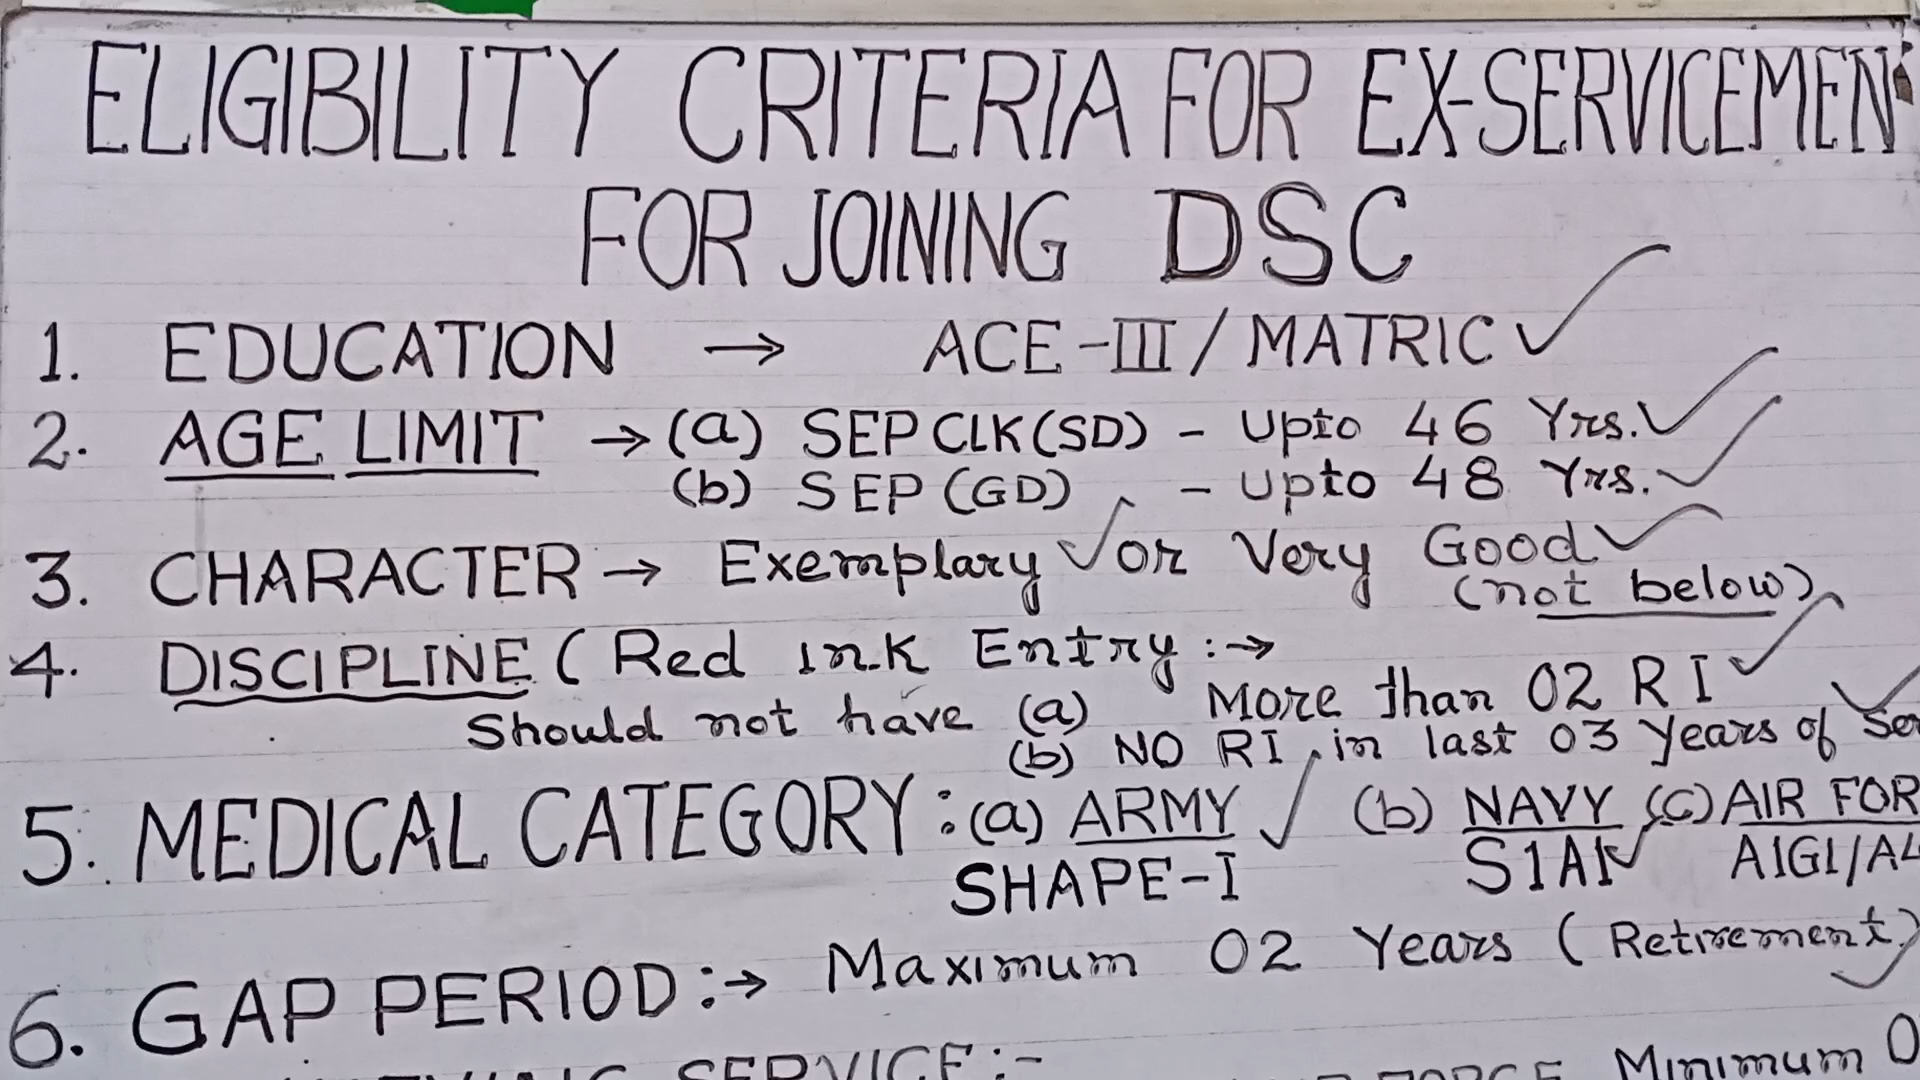 ELIGIBILITY CRITERIA FOR EX-SERVICEMEN
FOR JOINING DSC
1. EDUCATION → ACE-III / MATRIC
2. AGE LIMIT → (a) SEP CLK (SD) - Upto 46 Yrs.
(b) SEP (GD) - Upto 48 Yrs.
3. CHARACTER → Exemplary or Very Good
(not below)
4. DISCIPLINE ( Red Ink Entry :→
Should not have (a) More than 02 RI
(b) NO RI in last 03 Years of
5. MEDICAL CATEGORY : (a) ARMY (b) NAVY (c) AIR FOR
SHAPE-I S1A1 A1G1/A4
6. GAP PERIOD :→ Maximum 02 Years ( Retirement )
SERVICE :- Minimum